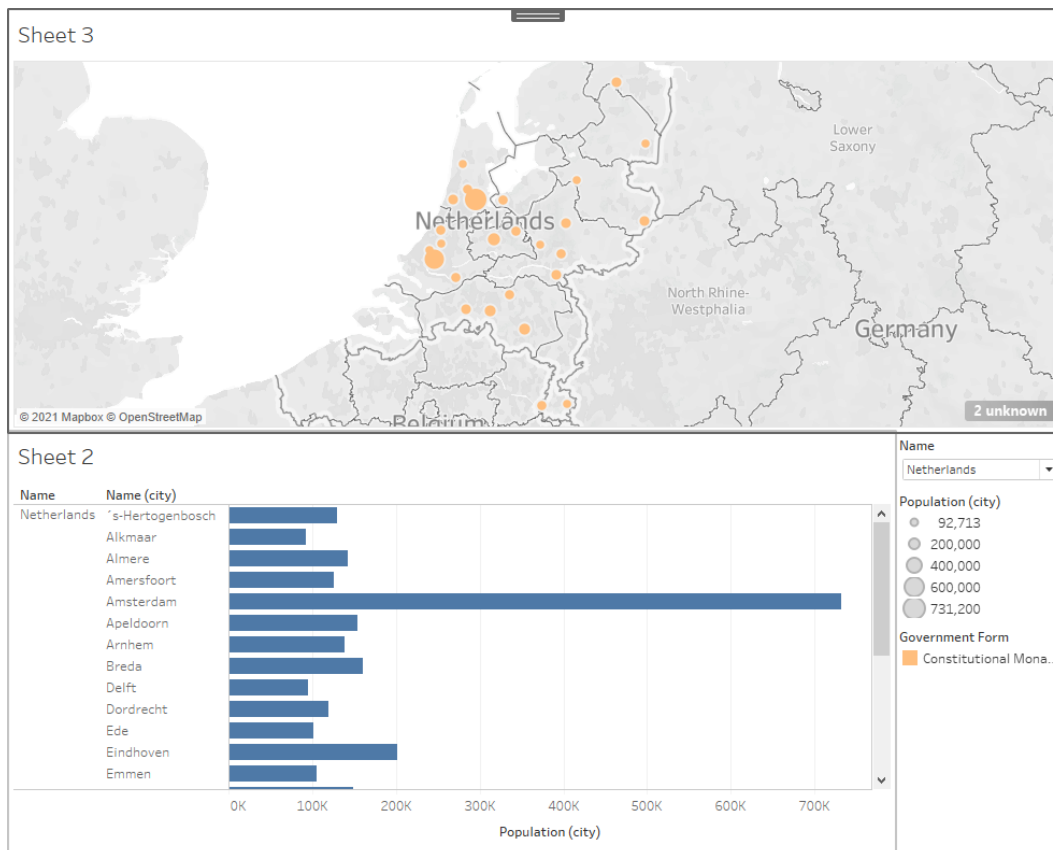 Sheet 3
Lower
Saxony
Netherlands
North Rhine-
Westphalia
Germany
Belgium
© 2021 Mapbox © OpenStreetMap
2 unknown
Sheet 2
Name
Name (city)
Netherlands
´s-Hertogenbosch
Alkmaar
Almere
Amersfoort
Amsterdam
Apeldoorn
Arnhem
Breda
Delft
Dordrecht
Ede
Eindhoven
Emmen
0K 100K 200K 300K 400K 500K 600K 700K
Population (city)
Name
Netherlands
Population (city)
92,713
200,000
400,000
600,000
731,200
Government Form
Constitutional Mona..